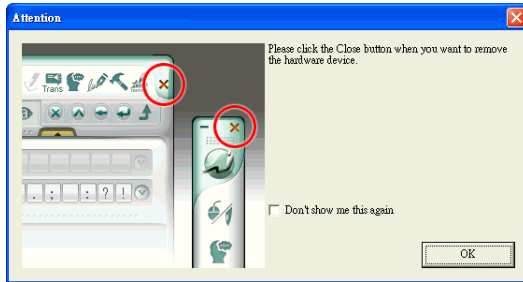 Attention
Please click the Close button when you want to remove
the hardware device.
Trans
. ; : ? !
Don't show me this again
OK